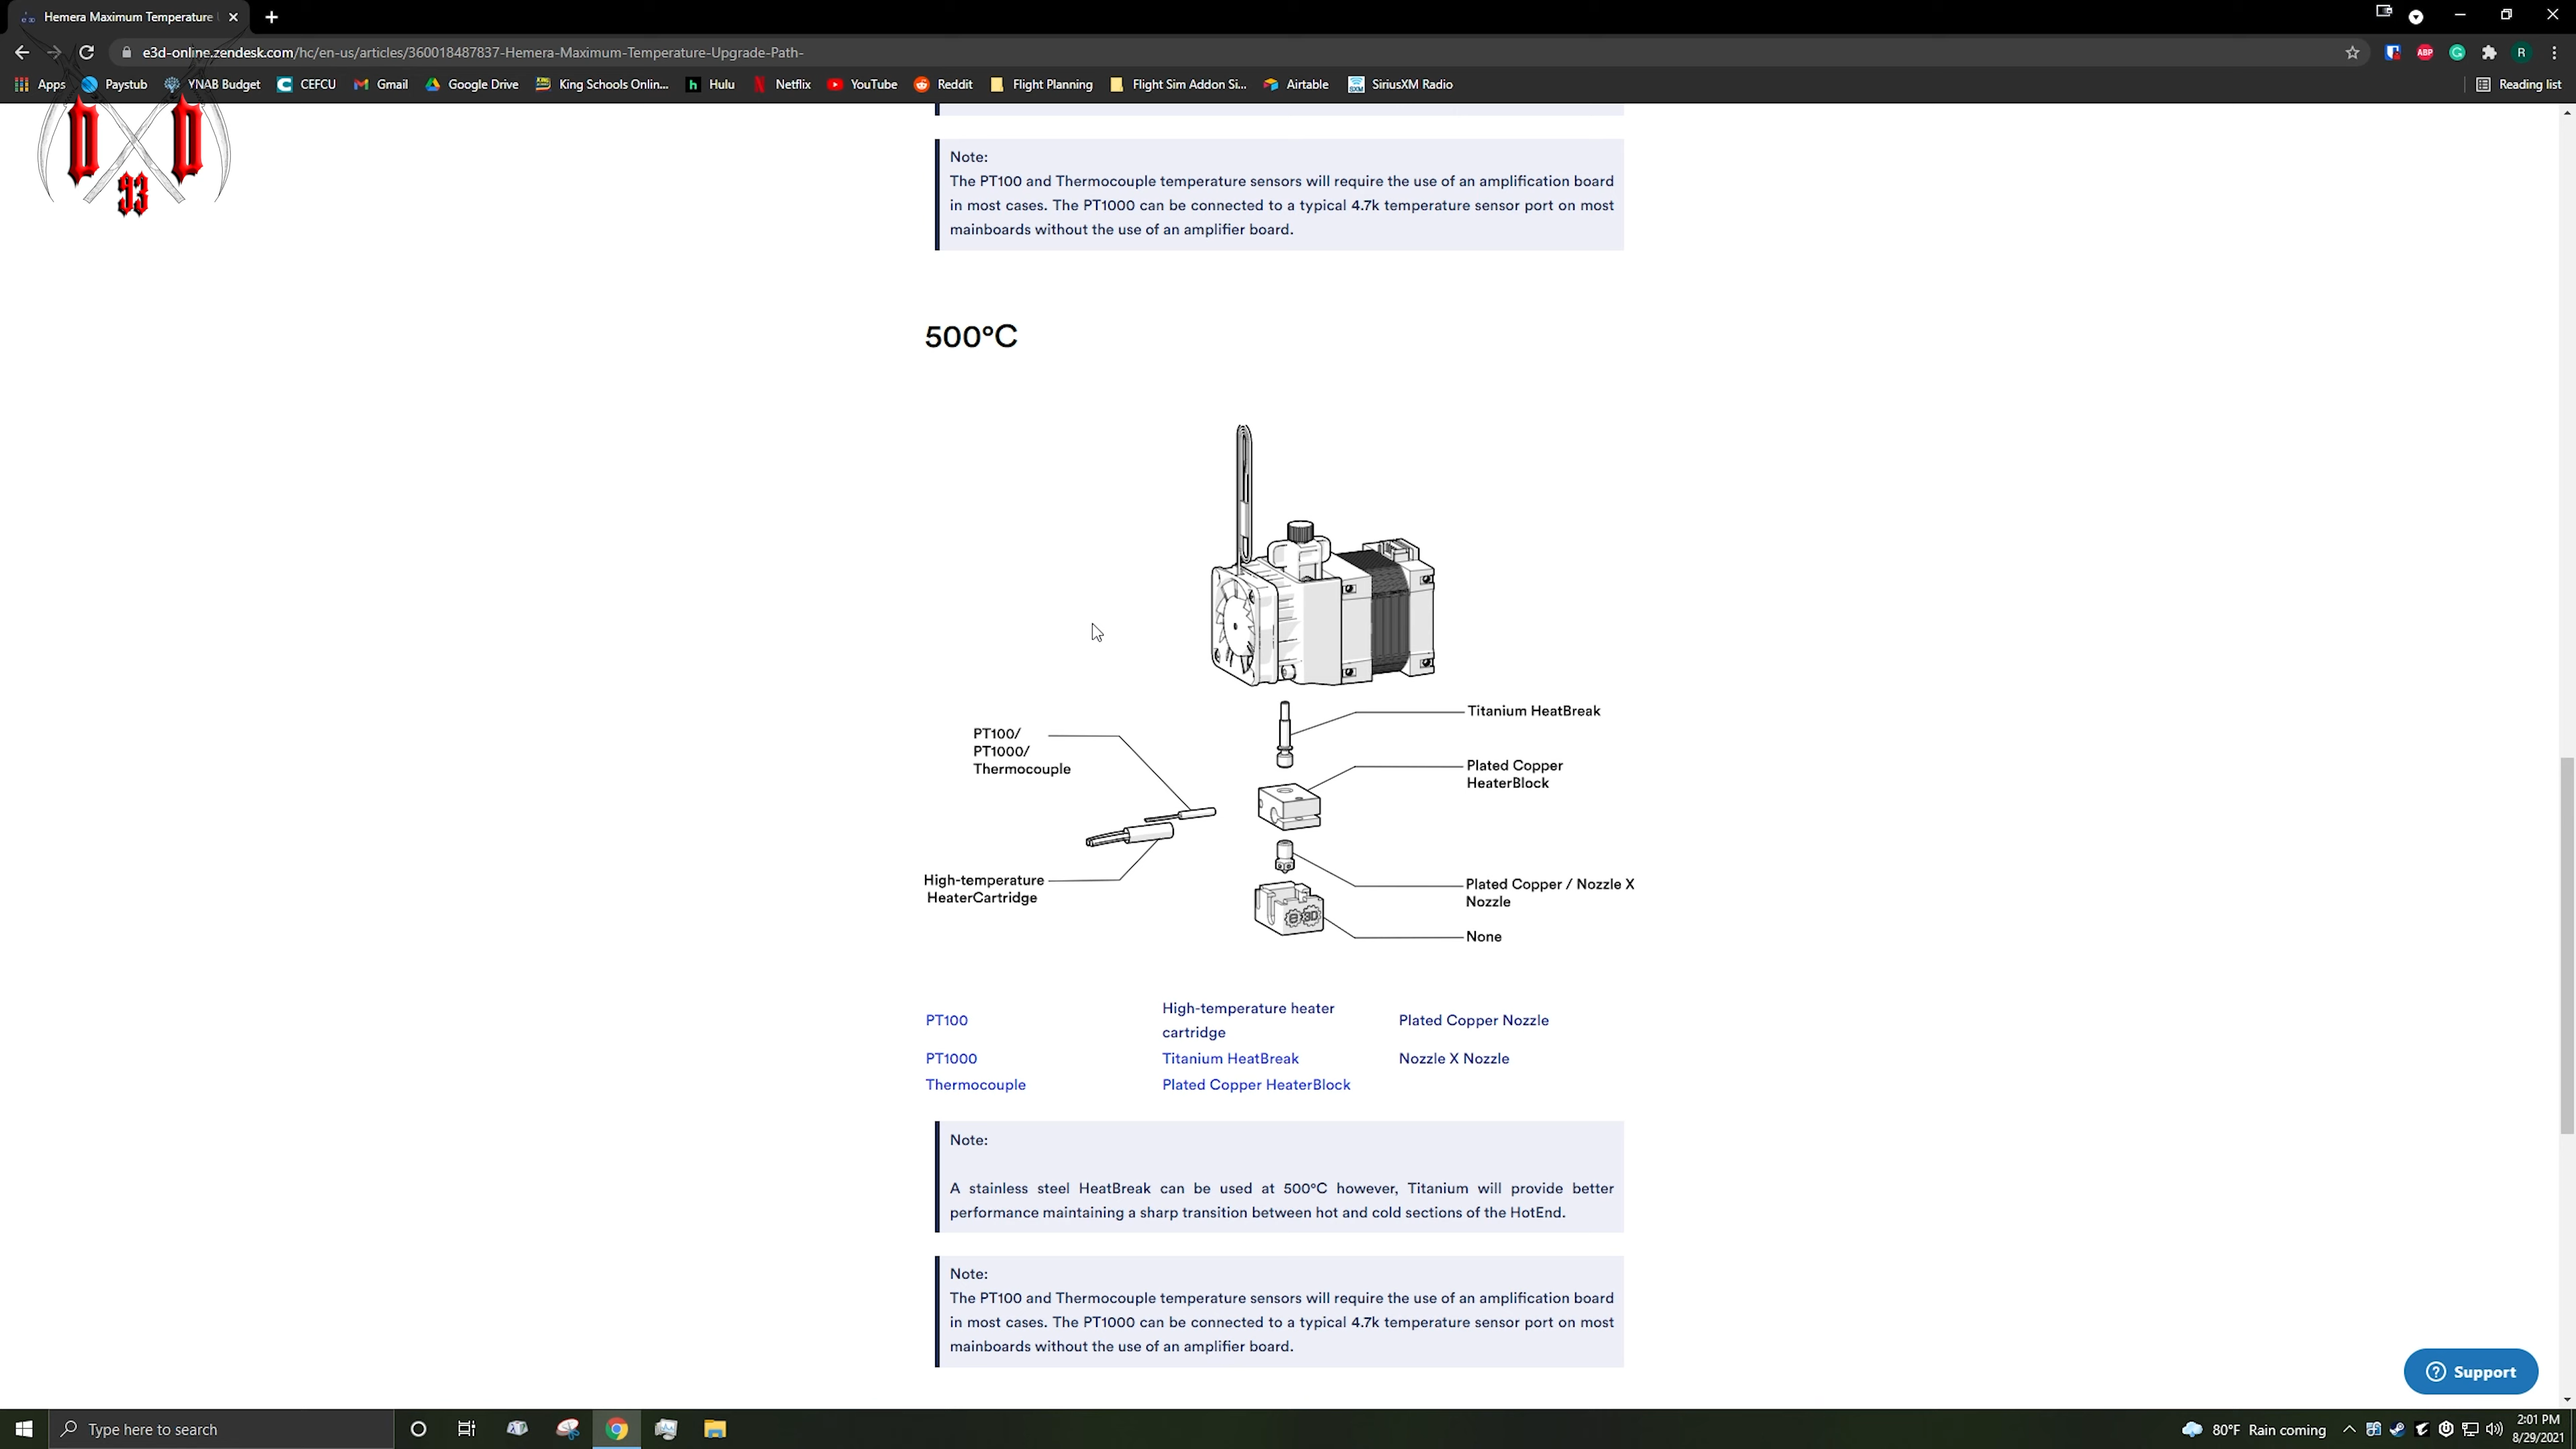 Hemera Maximum Temperature
e3d-online.zendesk.com/hc/en-us/articles/360018487837-Hemera-Maximum-Temperature-Upgrade-Path-
ABP
R
Apps Paystub YNAB Budget CEFCU Gmail Google Drive King Schools Onlin... Hulu Netflix YouTube Reddit Flight Planning Flight Sim Addon Si... Airtable SiriusXM Radio Reading list
D D
93
Note:
The PT100 and Thermocouple temperature sensors will require the use of an amplification board
in most cases. The PT1000 can be connected to a typical 4.7k temperature sensor port on most
mainboards without the use of an amplifier board.
500°C
Titanium HeatBreak
PT100/
PT1000/
Thermocouple
Plated Copper
HeaterBlock
High-temperature
HeaterCartridge
Plated Copper / Nozzle X
Nozzle
e3D
None
PT100
High-temperature heater
cartridge
Plated Copper Nozzle
PT1000 Titanium HeatBreak Nozzle X Nozzle
Thermocouple Plated Copper HeaterBlock
Note:
A stainless steel HeatBreak can be used at 500°C however, Titanium will provide better
performance maintaining a sharp transition between hot and cold sections of the HotEnd.
Note:
The PT100 and Thermocouple temperature sensors will require the use of an amplification board
in most cases. The PT1000 can be connected to a typical 4.7k temperature sensor port on most
mainboards without the use of an amplifier board.
Support
Type here to search
80°F Rain coming
2:01 PM
8/29/2021